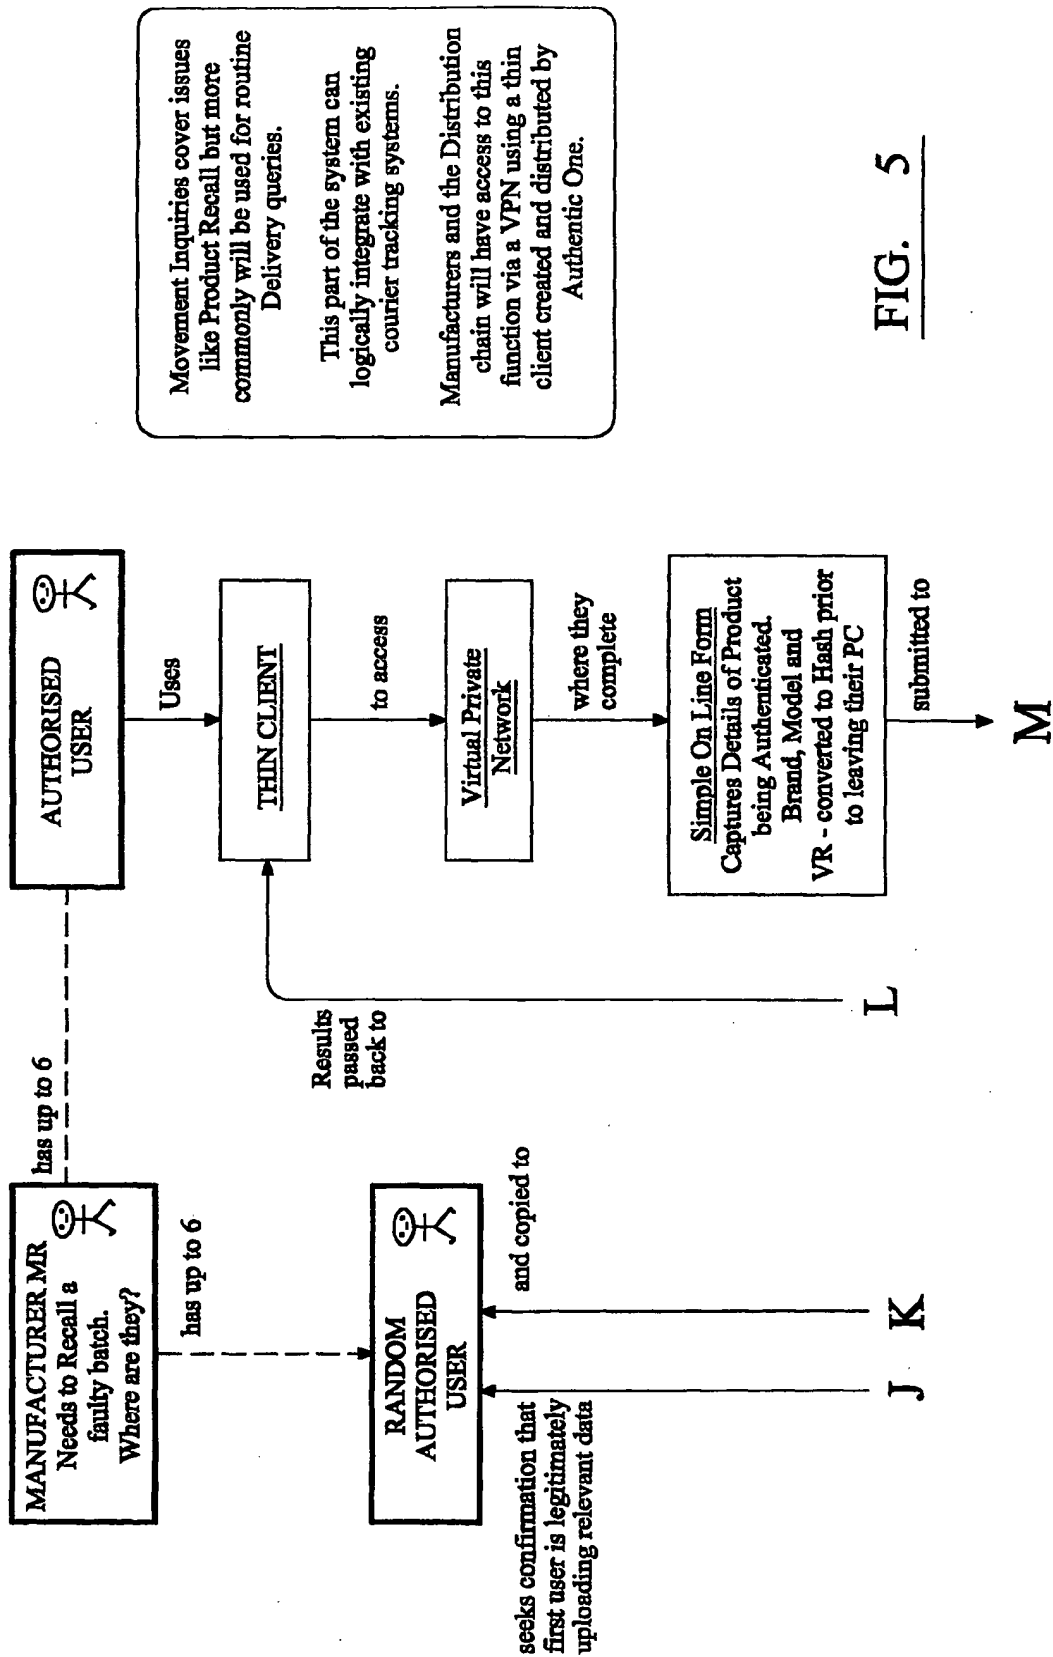 MANUFACTURER MR
Needs to Recall a
faulty batch.
Where are they?
has up to 6
AUTHORISED
USER
has up to 6
Uses
RANDOM
AUTHORISED
USER
THIN CLIENT
to access
Results
passed
back to
Virtual Private
Network
where they
complete
seeks confirmation that
first user is legitimately
uploading relevant data
and copied to
Simple On Line Form
Captures Details of Product
being Authenticated.
Brand, Model and
VR - converted to Hash prior
to leaving their PC
submitted to
J
K
L
M
Movement Inquiries cover issues
like Product Recall but more
commonly will be used for routine
Delivery queries.
This part of the system can
logically integrate with existing
courier tracking systems.
Manufacturers and the Distribution
chain will have access to this
function via a VPN using a thin
client created and distributed by
Authentic One.
FIG. 5